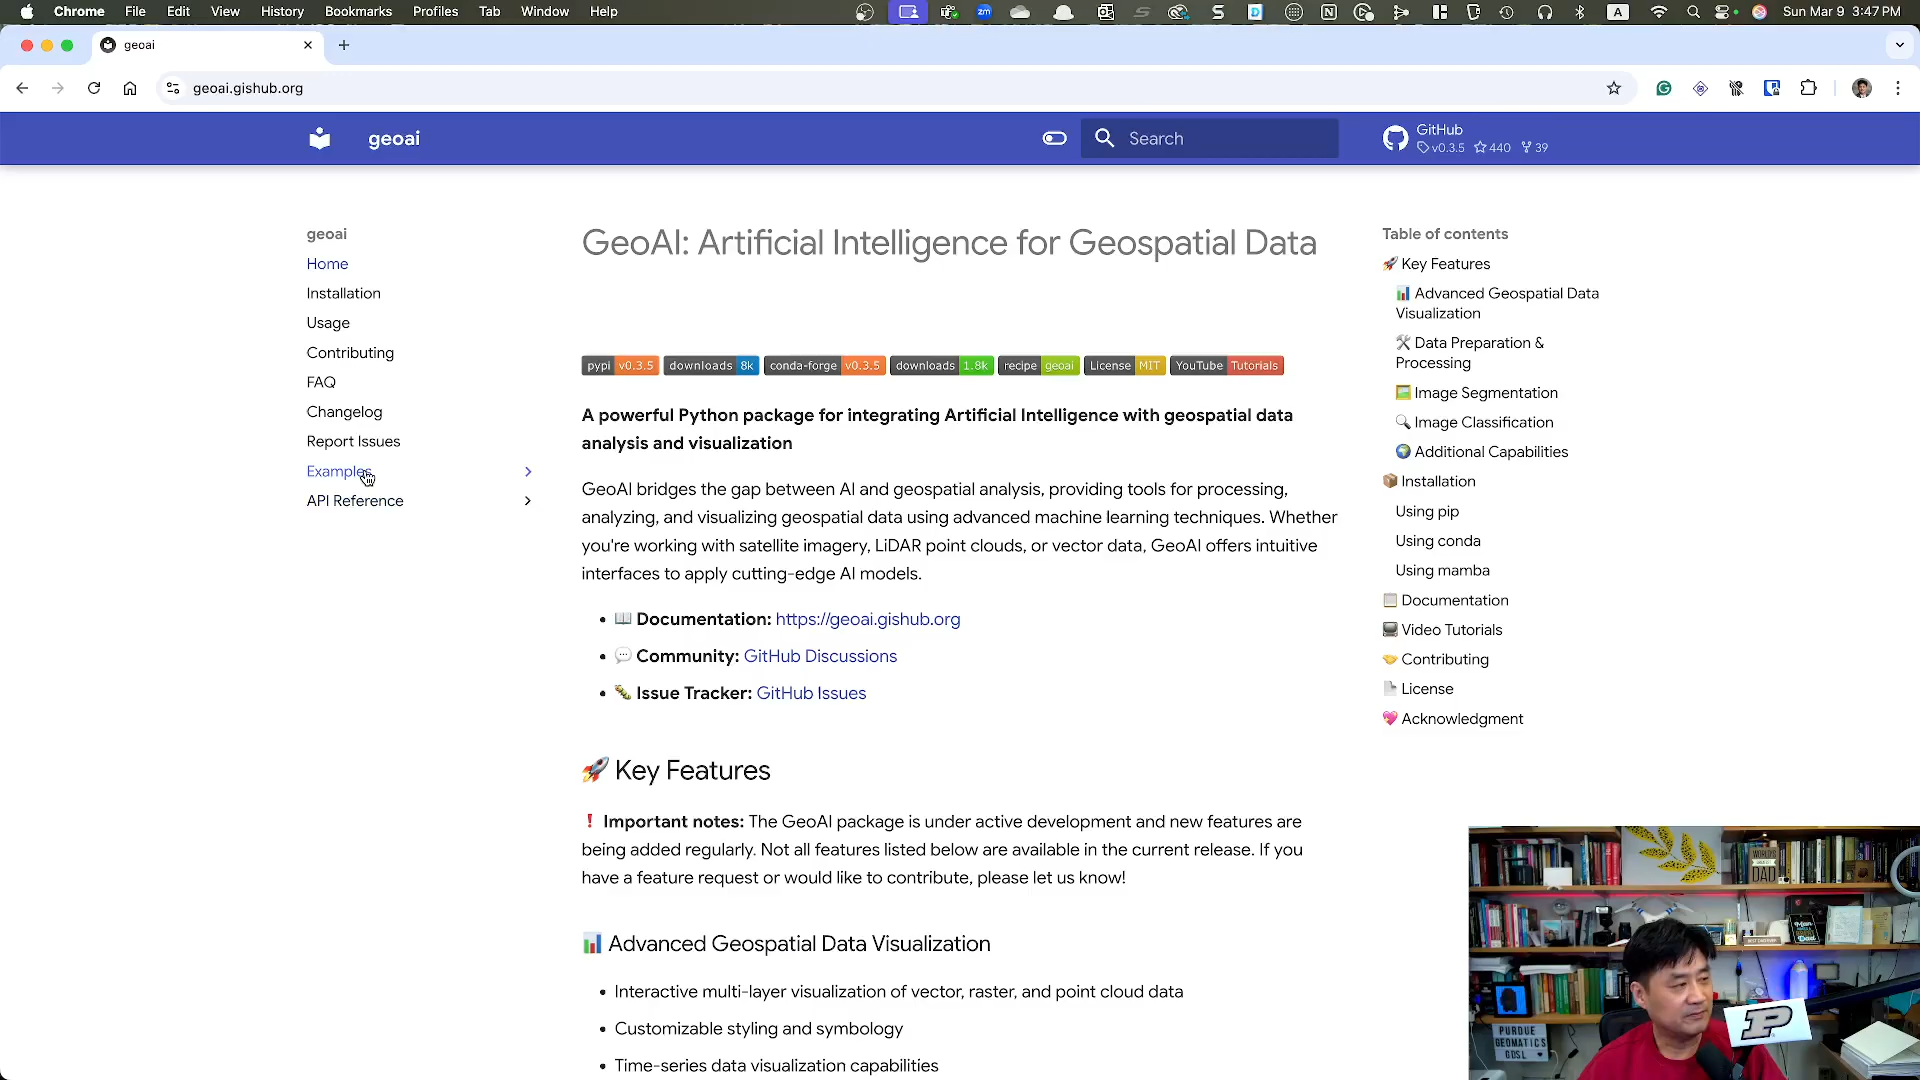 Chrome File Edit View History Bookmarks Profiles Tab Window Help
zm
S
D
N
A
Sun Mar 9 3:47 PM
geoai
geoai.gishub.org
geoai
Search
GitHub
v0.3.5 440 39
geoai
Home
Installation
Usage
Contributing
FAQ
Changelog
Report Issues
Examples
API Reference
GeoAI: Artificial Intelligence for Geospatial Data
pypi v0.3.5 downloads 8k conda-forge v0.3.5 downloads 1.8k recipe geoai License MIT YouTube Tutorials
A powerful Python package for integrating Artificial Intelligence with geospatial data
analysis and visualization
GeoAI bridges the gap between AI and geospatial analysis, providing tools for processing,
analyzing, and visualizing geospatial data using advanced machine learning techniques. Whether
you're working with satellite imagery, LiDAR point clouds, or vector data, GeoAI offers intuitive
interfaces to apply cutting-edge AI models.
• 📖 Documentation: https://geoai.gishub.org
• 💬 Community: GitHub Discussions
• 🐛 Issue Tracker: GitHub Issues
🚀 Key Features
❗ Important notes: The GeoAI package is under active development and new features are
being added regularly. Not all features listed below are available in the current release. If you
have a feature request or would like to contribute, please let us know!
📊 Advanced Geospatial Data Visualization
• Interactive multi-layer visualization of vector, raster, and point cloud data
• Customizable styling and symbology
• Time-series data visualization capabilities
Table of contents
🚀 Key Features
📊 Advanced Geospatial Data
Visualization
🛠️ Data Preparation &
Processing
🖼️ Image Segmentation
🔍 Image Classification
🌍 Additional Capabilities
📦 Installation
Using pip
Using conda
Using mamba
📋 Documentation
📺 Video Tutorials
🤝 Contributing
📄 License
💖 Acknowledgment
WORLD'S
DAD
P
PURDUE
GEOMATICS
GDSL